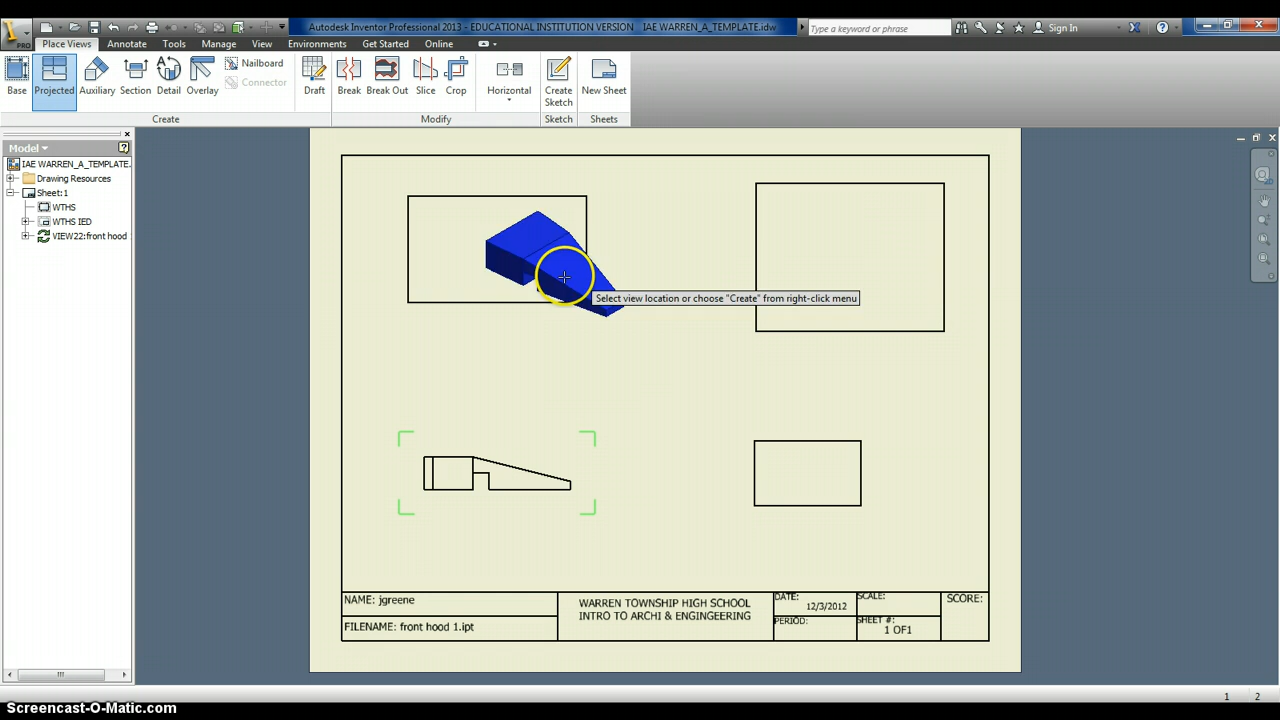 Autodesk Inventor Professional 2013 - EDUCATIONAL INSTITUTION VERSION IAE WARREN_A_TEMPLATE.idw
Type a keyword or phrase
Sign In
PRO
Place Views Annotate Tools Manage View Environments Get Started Online
Base Projected Auxiliary Section Detail Overlay Nailboard Connector Draft Break Break Out Slice Crop Horizontal Create Sketch New Sheet
Create Modify Sketch Sheets
Model
IAE WARREN_A_TEMPLATE.
Drawing Resources
Sheet:1
WTHS
WTHS IED
VIEW22:front hood
Select view location or choose "Create" from right-click menu
NAME: jgreene
FILENAME: front hood 1.ipt
WARREN TOWNSHIP HIGH SCHOOL
INTRO TO ARCHI & ENGINGEERING
DATE:
12/3/2012
PERIOD:
SCALE:
SHEET #:
1 OF1
SCORE:
1 2
Screencast-O-Matic.com